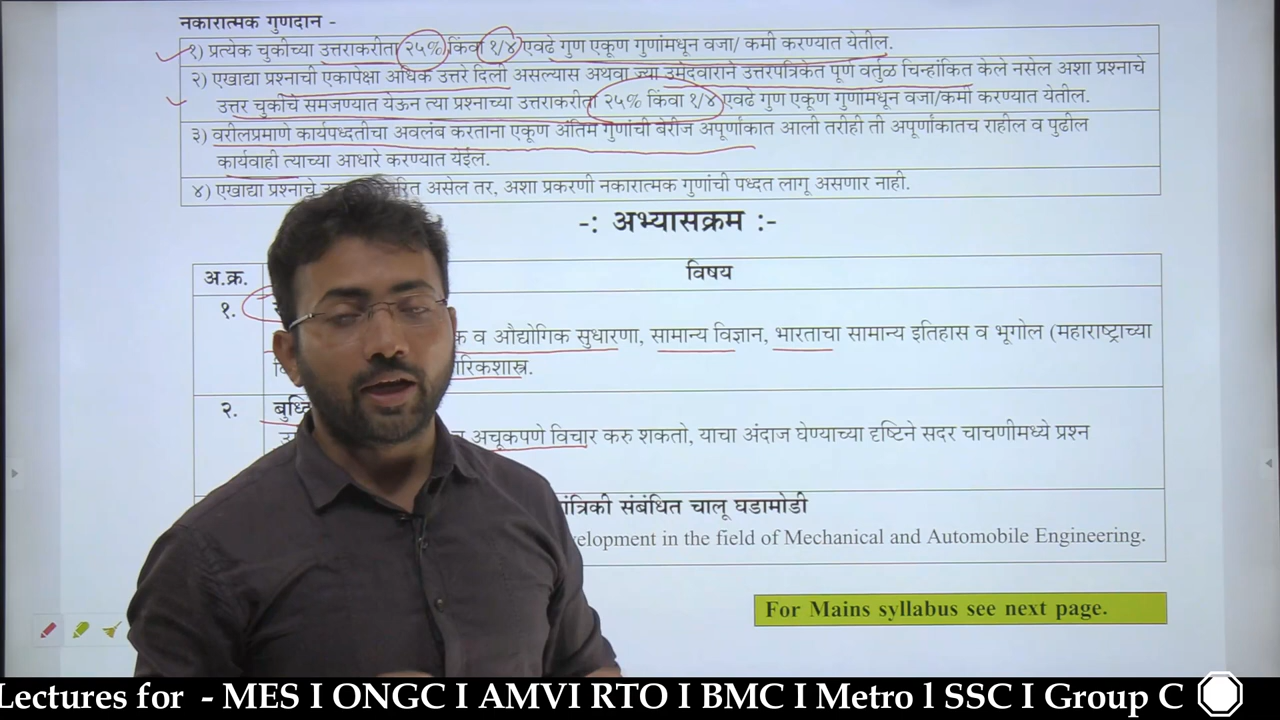 नकारात्मक गुणदान -
१) प्रत्येक चुकीच्या उत्तराकरीता २५% किंवा १/४ एवढे गुण एकूण गुणांमधून वजा/ कमी करण्यात येतील.
२) एखाद्या प्रश्नाची एकापेक्षा अधिक उत्तरे दिली असल्यास अथवा ज्या उमेदवाराने उत्तरपत्रिकेत पूर्ण वर्तुळ चिन्हांकित केले नसेल अशा प्रश्नाचे
उत्तर चुकीचे समजण्यात येऊन त्या प्रश्नाच्या उत्तराकरीता २५% किंवा १/४ एवढे गुण एकूण गुणांमधून वजा/कमी करण्यात येतील.
३) वरीलप्रमाणे कार्यपध्दतीचा अवलंब करताना एकूण अंतिम गुणांची बेरीज अपूर्णांकात आली तरीही ती अपूर्णांकातच राहील व पुढील
कार्यवाही त्याच्या आधारे करण्यात येईल.
४) एखाद्या प्रश्नाचे असेल तर, अशा प्रकरणी नकारात्मक गुणांची पध्दत लागू असणार नाही.
-: अभ्यासक्रम :-
अ.क्र. विषय
१.
व औद्योगिक सुधारणा, सामान्य विज्ञान, भारताचा सामान्य इतिहास व भूगोल (महाराष्ट्राच्या
२.
अचूकपणे विचार करु शकतो, याचा अंदाज घेण्याच्या दृष्टिने सदर चाचणीमध्ये प्रश्न
संबंधित चालू घडामोडी
in the field of Mechanical and Automobile Engineering.
For Mains syllabus see next page.
Lectures for - MES I ONGC I AMVI RTO I BMC I Metro l SSC I Group C